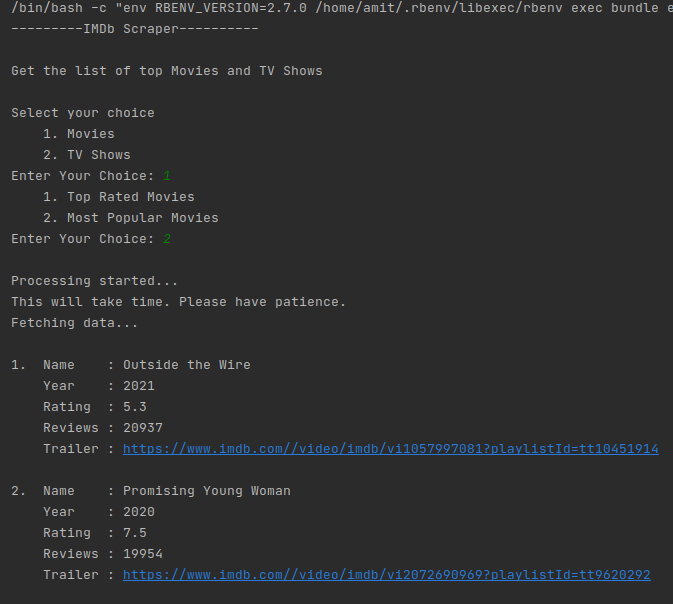 /bin/bash -c "env RBENV_VERSION=2.7.0 /home/amit/.rbenv/libexec/rbenv exec bundle e
---------IMDb Scraper----------
Get the list of top Movies and TV Shows
Select your choice
1. Movies
2. TV Shows
Enter Your Choice: 1
1. Top Rated Movies
2. Most Popular Movies
Enter Your Choice: 2
Processing started...
This will take time. Please have patience.
Fetching data...
1. Name : Outside the Wire
Year : 2021
Rating : 5.3
Reviews : 20937
Trailer : https://www.imdb.com//video/imdb/vi1057997081?playlistId=tt10451914
2. Name : Promising Young Woman
Year : 2020
Rating : 7.5
Reviews : 19954
Trailer : https://www.imdb.com//video/imdb/vi2072690969?playlistId=tt9620292